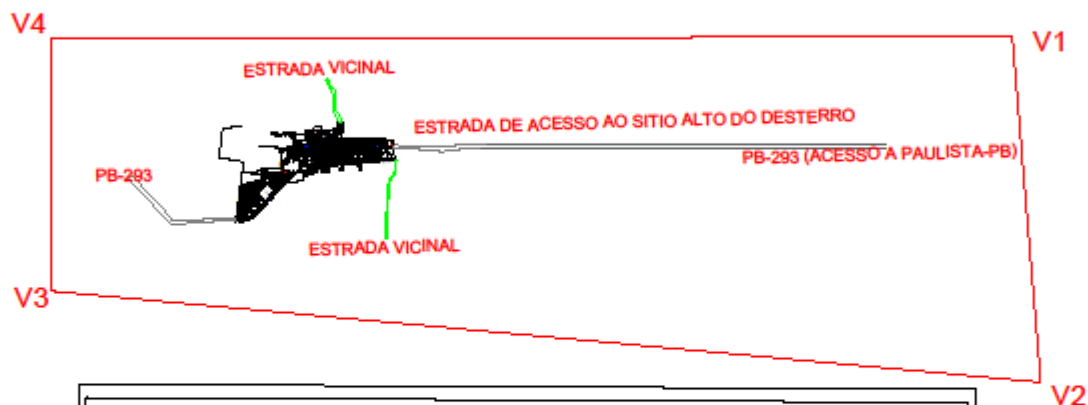 V4
V1
ESTRADA VICINAL
ESTRADA DE ACESSO AO SITIO ALTO DO DESTERRO
PB-293 (ACESSO A PAULISTA-PB)
PB-293
ESTRADA VICINAL
V3
V2